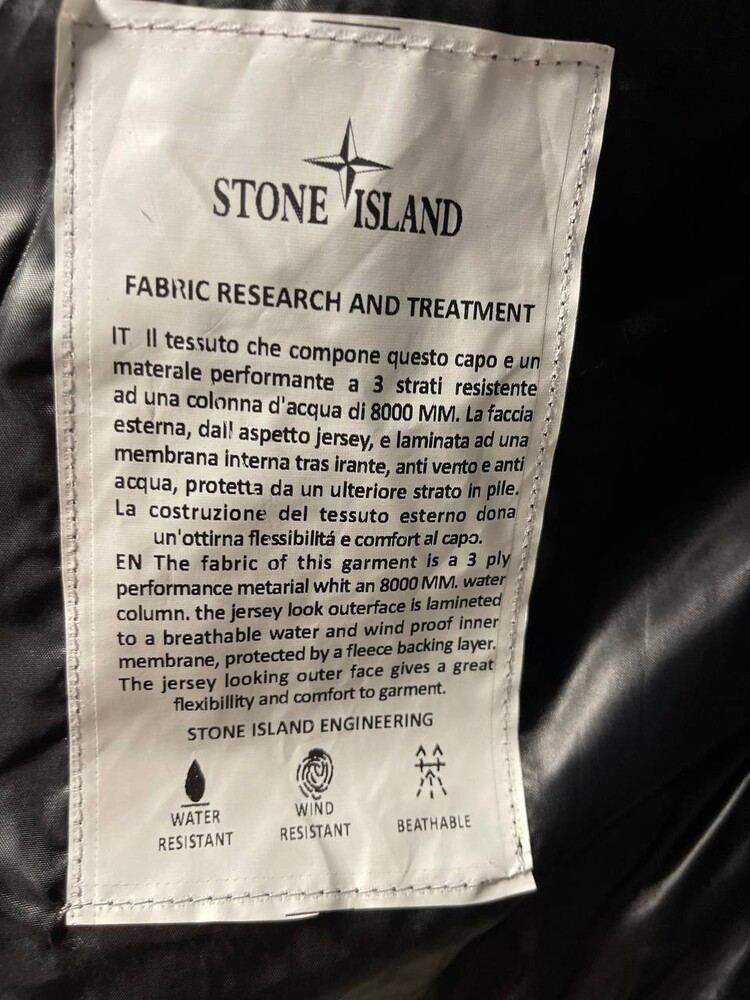 STONE ISLAND
FABRIC RESEARCH AND TREATMENT
IT Il tessuto che compone questo capo e un
materale performante a 3 strati resistente
ad una colonna d'acqua di 8000 MM. La faccia
esterna, dall aspetto jersey, e laminata ad una
membrana interna tras irante, anti vento e anti
acqua, protetta da un ulteriore strato in pile.
La costruzione del tessuto esterno dona
un'ottirna flessibilitá e comfort al capo.
EN The fabric of this garment is a 3 ply
performance metarial whit an 8000 MM. water
column. the jersey look outerface is lamineted
to a breathable water and wind proof inner
membrane, protected by a fleece backing layer.
The jersey looking outer face gives a great
flexibillity and comfort to garment.
STONE ISLAND ENGINEERING
WATER
RESISTANT
WIND
RESISTANT
BEATHABLE